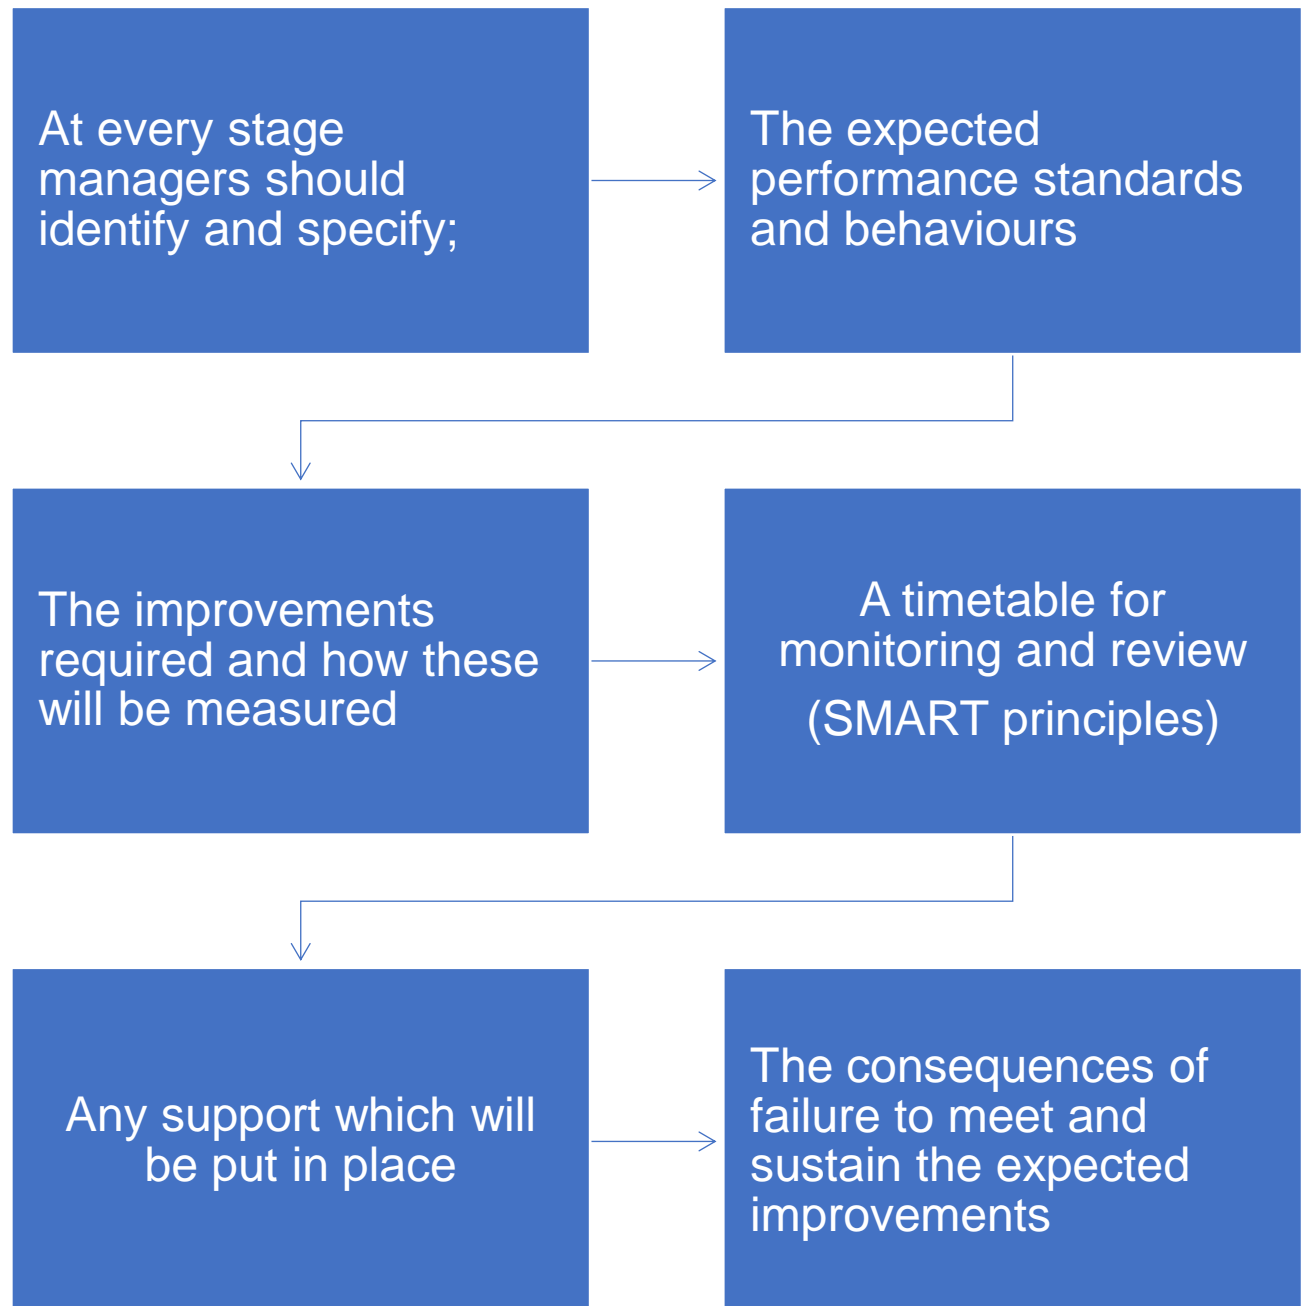 At every stage
managers should
identify and specify;
The expected
performance standards
and behaviours
The improvements
required and how these
will be measured
A timetable for
monitoring and review
(SMART principles)
Any support which will
be put in place
The consequences of
failure to meet and
sustain the expected
improvements